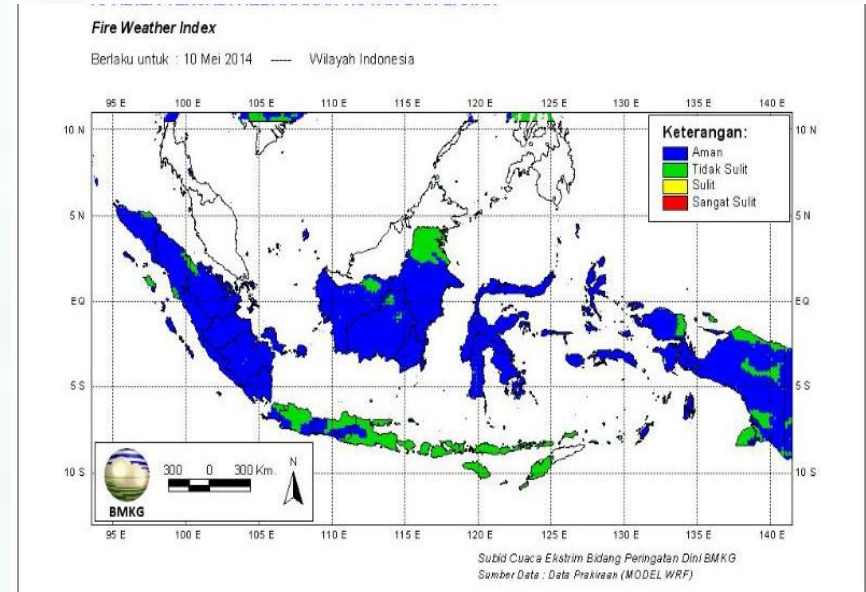 Fire Weather Index
Berlaku untuk : 10 Mei 2014 ----- Wilayah Indonesia
95 E 100 E 105 E 110 E 115 E 120 E 125 E 130 E 135 E 140 E
10 N 10 N
Keterangan:
Aman
Tidak Sulit
Sulit
Sangat Sulit
5 N 5 N
EQ EQ
5 S 5 S
10 S 10 S
300 0 300 Km.
N
BMKG
95 E 100 E 105 E 110 E 115 E 120 E 125 E 130 E 135 E 140 E
Subid Cuaca Ekstrim Bidang Peringatan Dini BMKG
Sumber Data : Data Prakiraan (MODEL WRF)